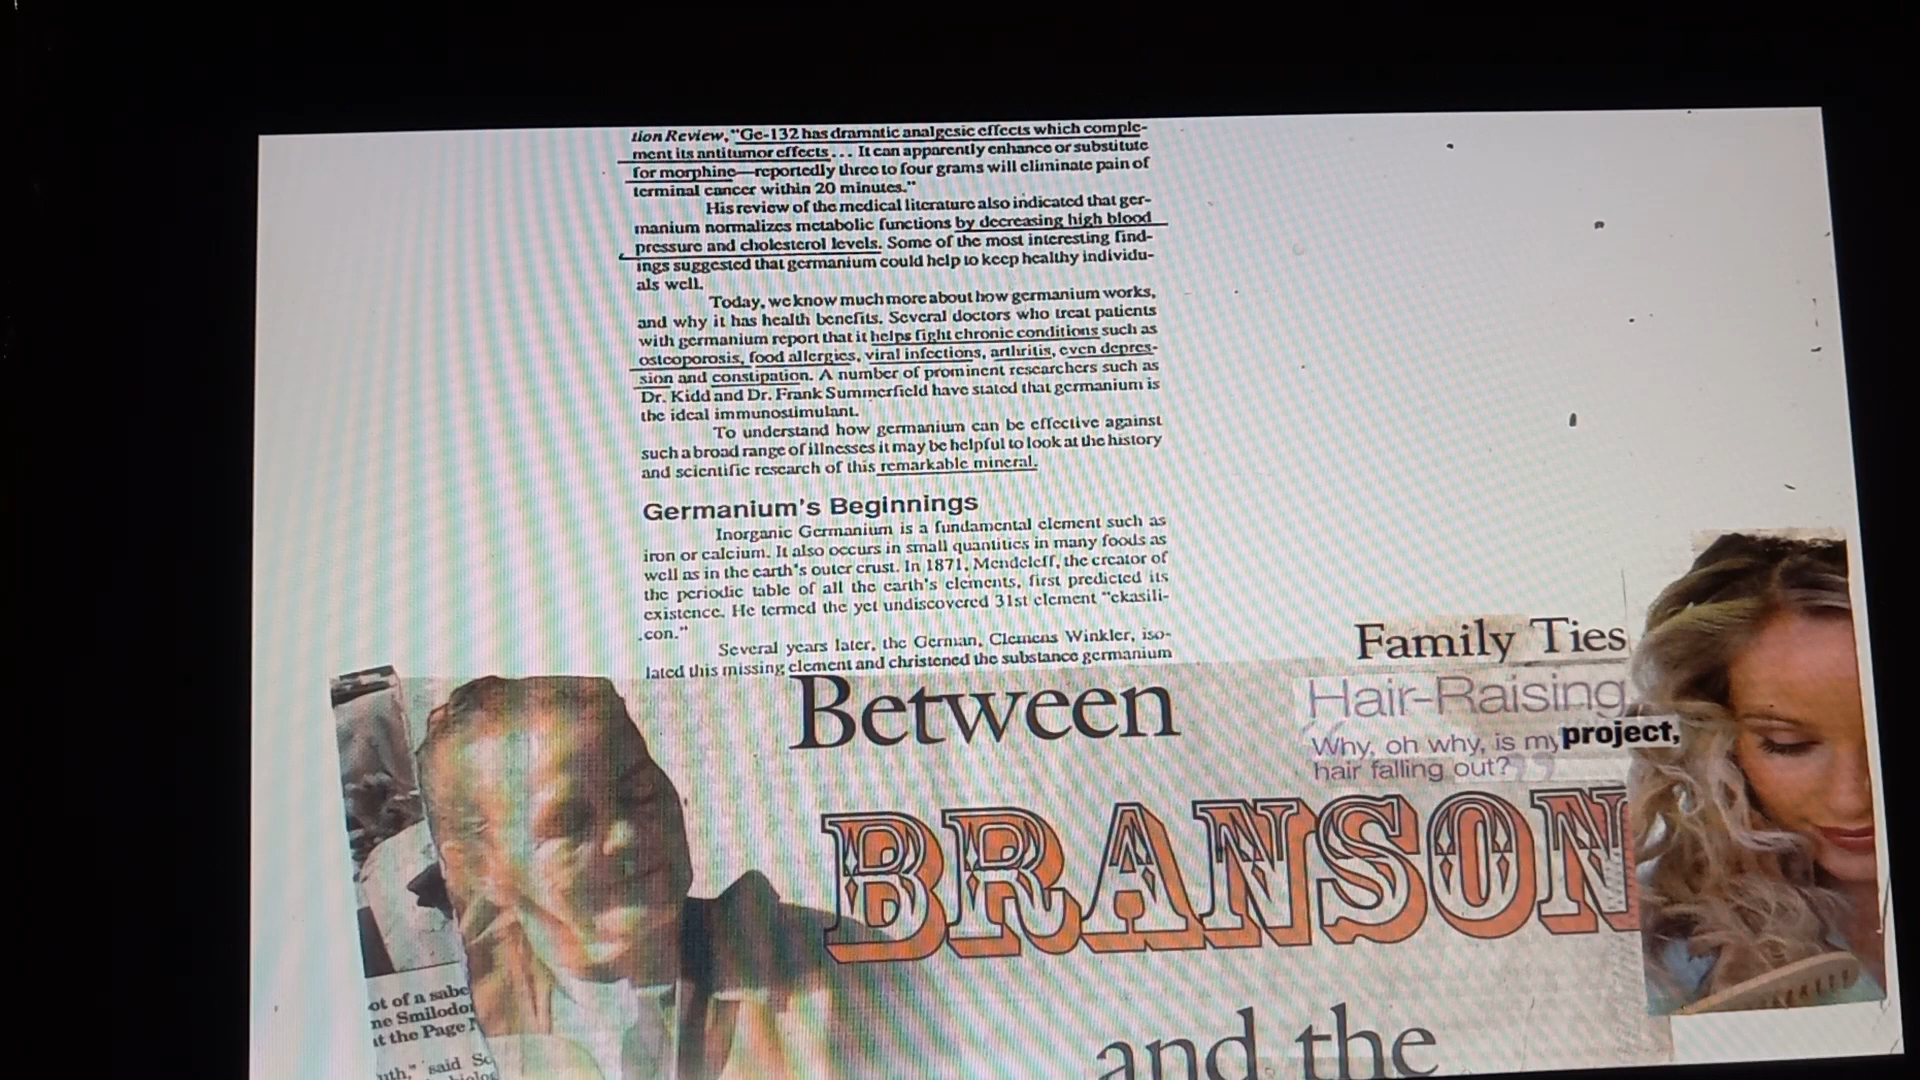 tion Review, "Ge-132 has dramatic analgesic effects which comple-
ment its antitumor effects... It can apparently enhance or substitute
for morphine—reportedly three to four grams will eliminate pain of
terminal cancer within 20 minutes."
His review of the medical literature also indicated that ger-
manium normalizes metabolic functions by decreasing high blood
pressure and cholesterol levels. Some of the most interesting find-
ings suggested that germanium could help to keep healthy individu-
als well.
Today, we know much more about how germanium works,
and why it has health benefits. Several doctors who treat patients
with germanium report that it helps fight chronic conditions such as
osteoporosis, food allergies, viral infections, arthritis, even depres-
sion and constipation. A number of prominent researchers such as
Dr. Kidd and Dr. Frank Summerfield have stated that germanium is
the ideal immunostimulant.
To understand how germanium can be effective against
such a broad range of illnesses it may be helpful to look at the history
and scientific research of this remarkable mineral.
Germanium's Beginnings
Inorganic Germanium is a fundamental element such as
iron or calcium. It also occurs in small quantities in many foods as
well as in the earth's outer crust. In 1871, Mendeleff, the creator of
the periodic table of all the earth's elements, first predicted its
existence. He termed the yet undiscovered 31st element "ekasili-
con."
Several years later, the German, Clemens Winkler, iso-
lated this missing element and christened the substance germanium
Family Ties
Between
Hair-Raising
Why, oh why, is my project,
hair falling out?
BRANSON
and the
ot of a sabe
ne Smilodo
at the Page
uth," said Sc